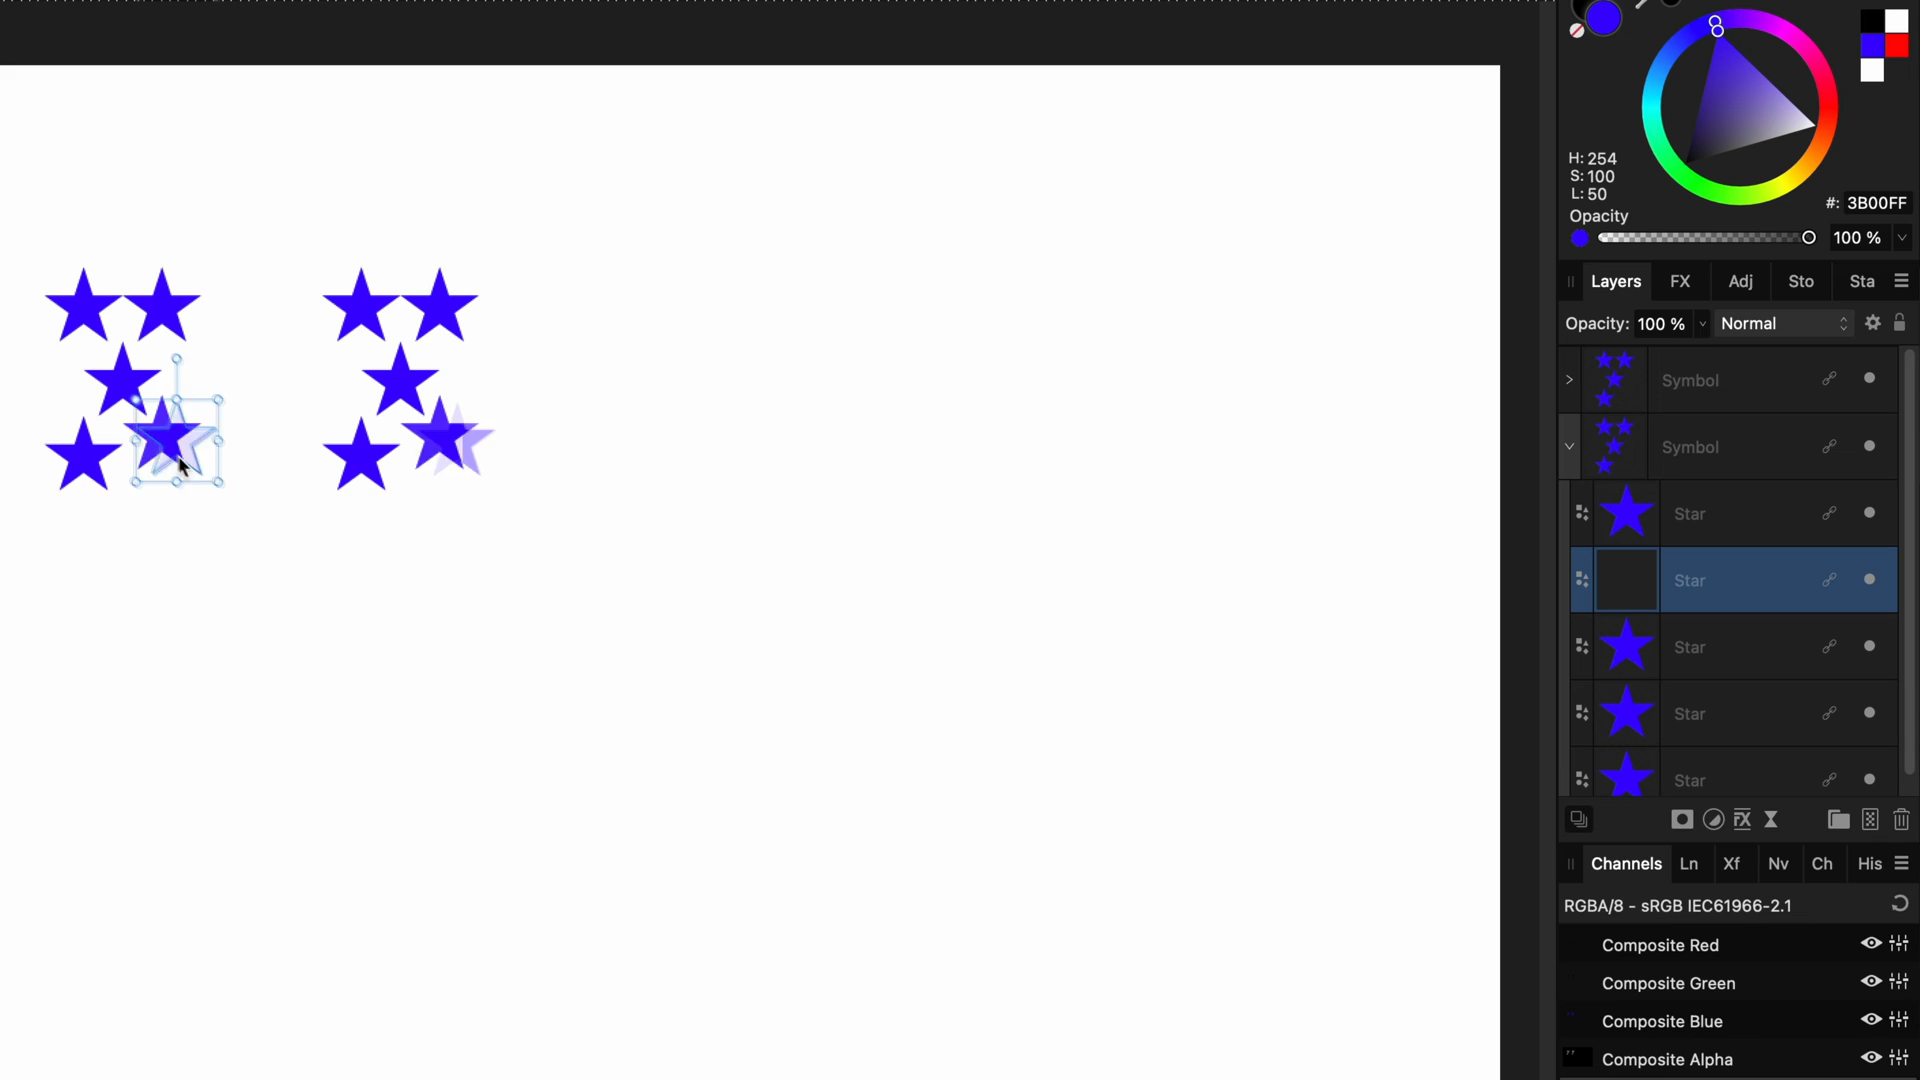 H: 254
S: 100
L: 50
#: 3B00FF
Opacity
100 %
Layers FX Adj Sto Sta
Opacity: 100 % Normal
Symbol
Symbol
Star
Star
Star
Star
Star
FX
Channels Ln Xf Nv Ch His
RGBA/8 - sRGB IEC61966-2.1
Composite Red
Composite Green
Composite Blue
Composite Alpha